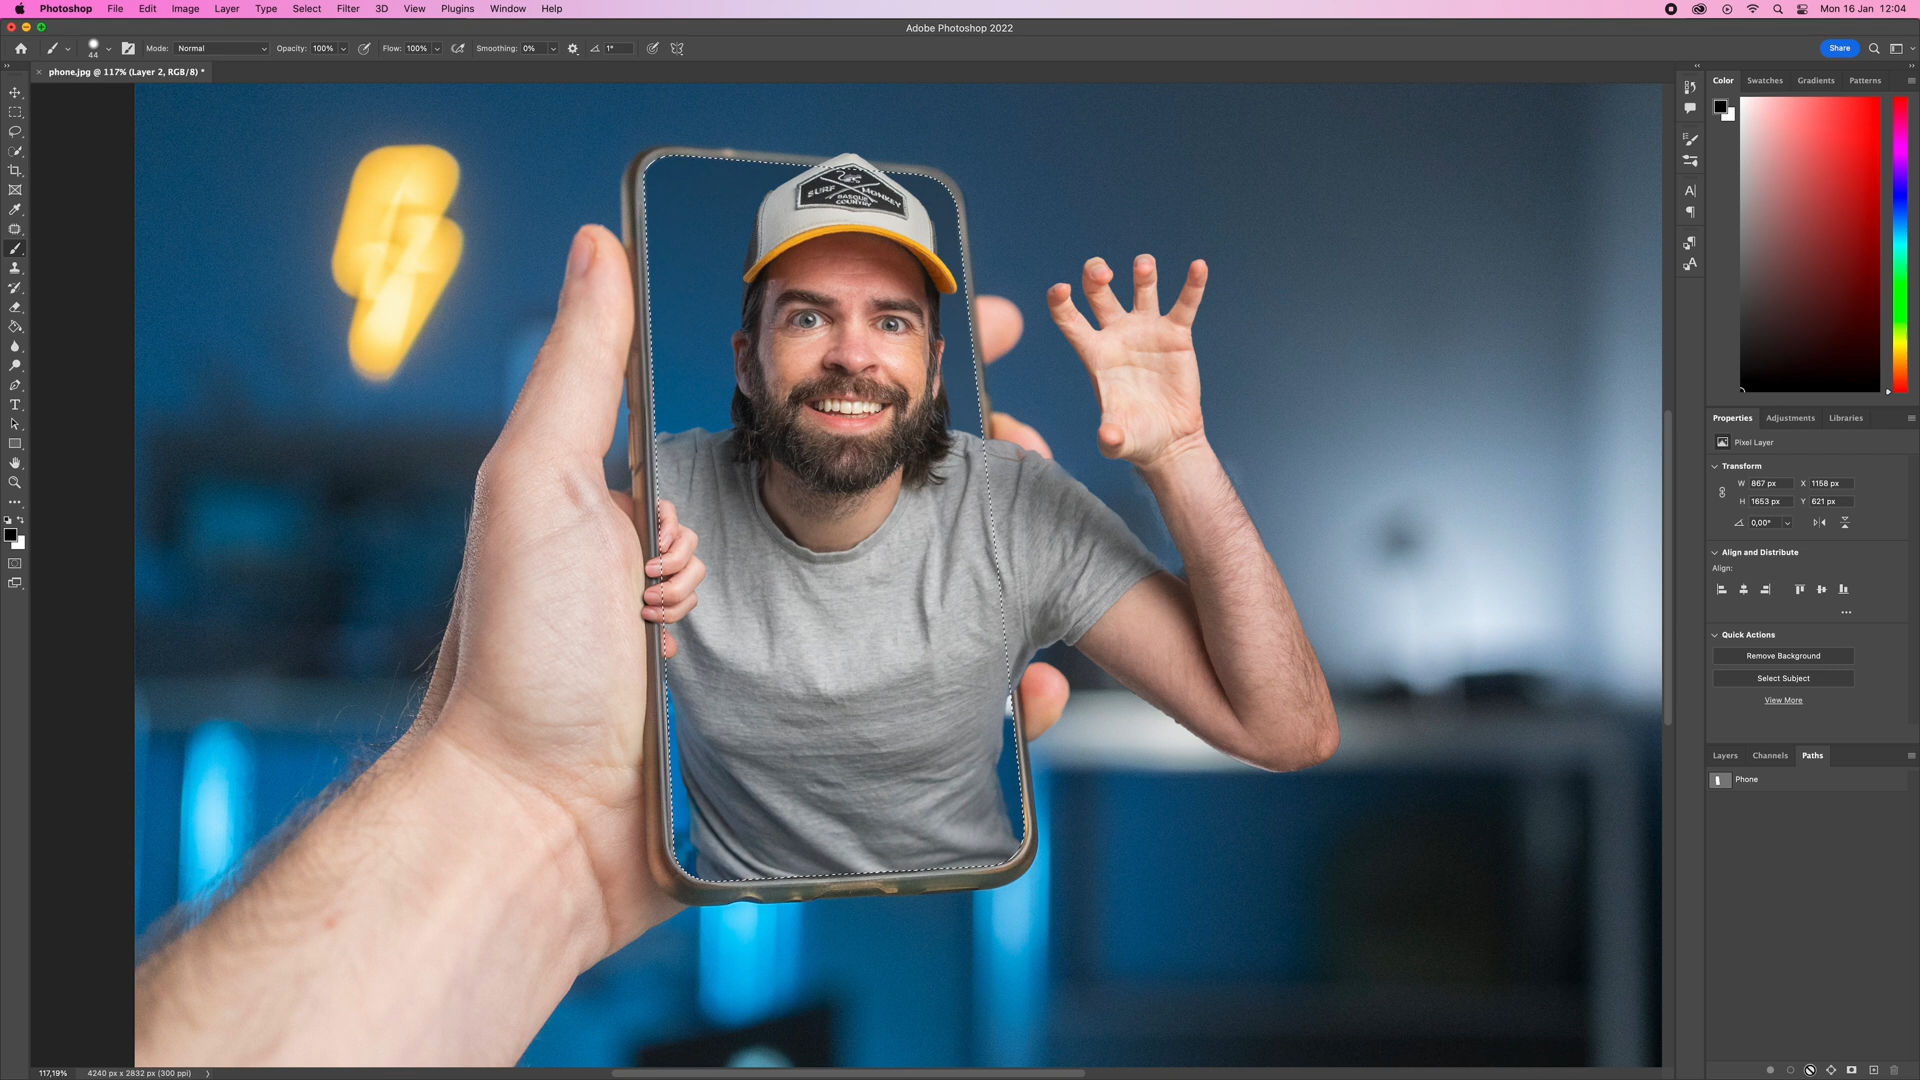 Photoshop File Edit Image Layer Type Select Filter 3D View Plugins Window Help Mon 16 Jan 12:04
Adobe Photoshop 2022
44 Mode: Normal Opacity: 100% Flow: 100% Smoothing: 0% 1° Share
phone.jpg @ 117% (Layer 2, RGB/8) *
Color Swatches Gradients Patterns
SURF MONKEY
BASQUE
COUNTRY
Properties Adjustments Libraries
Pixel Layer
Transform
W 867 px X 1158 px
H 1653 px Y 621 px
0,00°
Align and Distribute
Align:
Quick Actions
Remove Background
Select Subject
View More
Layers Channels Paths
Phone
117,19% 4240 px x 2832 px (300 ppi)